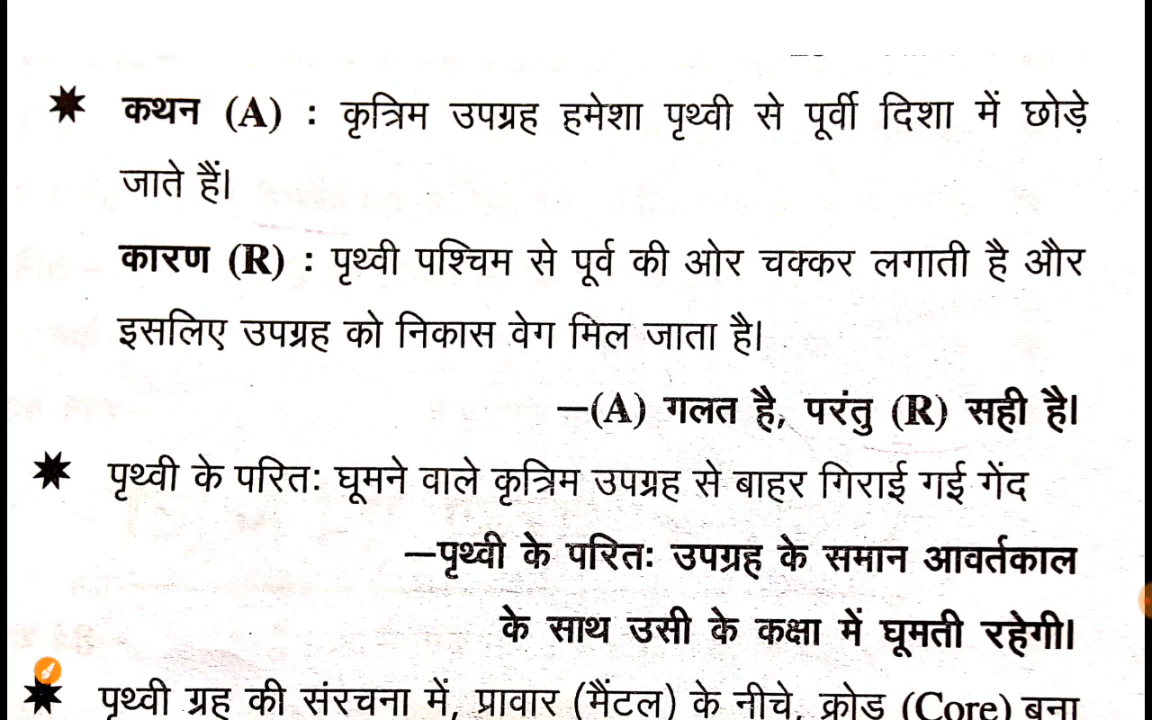 कथन (A) : कृत्रिम उपग्रह हमेशा पृथ्वी से पूर्वी दिशा में छोड़े
जाते हैं।
कारण (R) : पृथ्वी पश्चिम से पूर्व की ओर चक्कर लगाती है और
इसलिए उपग्रह को निकास वेग मिल जाता है।
—(A) गलत है, परंतु (R) सही है।
पृथ्वी के परितः घूमने वाले कृत्रिम उपग्रह से बाहर गिराई गई गेंद
—पृथ्वी के परितः उपग्रह के समान आवर्तकाल
के साथ उसी के कक्षा में घूमती रहेगी।
पृथ्वी ग्रह की संरचना में, प्रावार (मैंटल) के नीचे, क्रोड (Core) बना